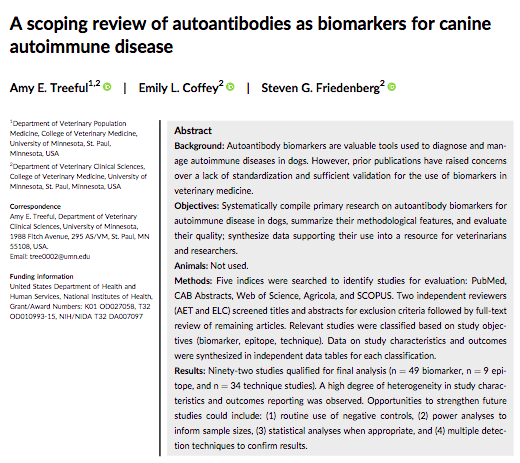 A scoping review of autoantibodies as biomarkers for canine
autoimmune disease
Amy E. Treeful1,2 | Emily L. Coffey2 | Steven G. Friedenberg2
1Department of Veterinary Population
Medicine, College of Veterinary Medicine,
University of Minnesota, St. Paul,
Minnesota, USA
2Department of Veterinary Clinical Sciences,
College of Veterinary Medicine, University of
Minnesota, St. Paul, Minnesota, USA
Correspondence
Amy E. Treeful, Department of Veterinary
Clinical Sciences, University of Minnesota,
1988 Fitch Avenue, 295 AS/VM, St. Paul, MN
55108, USA.
Email: tree0002@umn.edu
Funding information
United States Department of Health and
Human Services, National Institutes of Health,
Grant/Award Numbers: K01 OD027058, T32
OD010993-15, NIH/NIDA T32 DA007097
Abstract
Background: Autoantibody biomarkers are valuable tools used to diagnose and man-
age autoimmune diseases in dogs. However, prior publications have raised concerns
over a lack of standardization and sufficient validation for the use of biomarkers in
veterinary medicine.
Objectives: Systematically compile primary research on autoantibody biomarkers for
autoimmune disease in dogs, summarize their methodological features, and evaluate
their quality; synthesize data supporting their use into a resource for veterinarians
and researchers.
Animals: Not used.
Methods: Five indices were searched to identify studies for evaluation: PubMed,
CAB Abstracts, Web of Science, Agricola, and SCOPUS. Two independent reviewers
(AET and ELC) screened titles and abstracts for exclusion criteria followed by full-text
review of remaining articles. Relevant studies were classified based on study objec-
tives (biomarker, epitope, technique). Data on study characteristics and outcomes
were synthesized in independent data tables for each classification.
Results: Ninety-two studies qualified for final analysis (n = 49 biomarker, n = 9 epi-
tope, and n = 34 technique studies). A high degree of heterogeneity in study charac-
teristics and outcomes reporting was observed. Opportunities to strengthen future
studies could include: (1) routine use of negative controls, (2) power analyses to
inform sample sizes, (3) statistical analyses when appropriate, and (4) multiple detec-
tion techniques to confirm results.